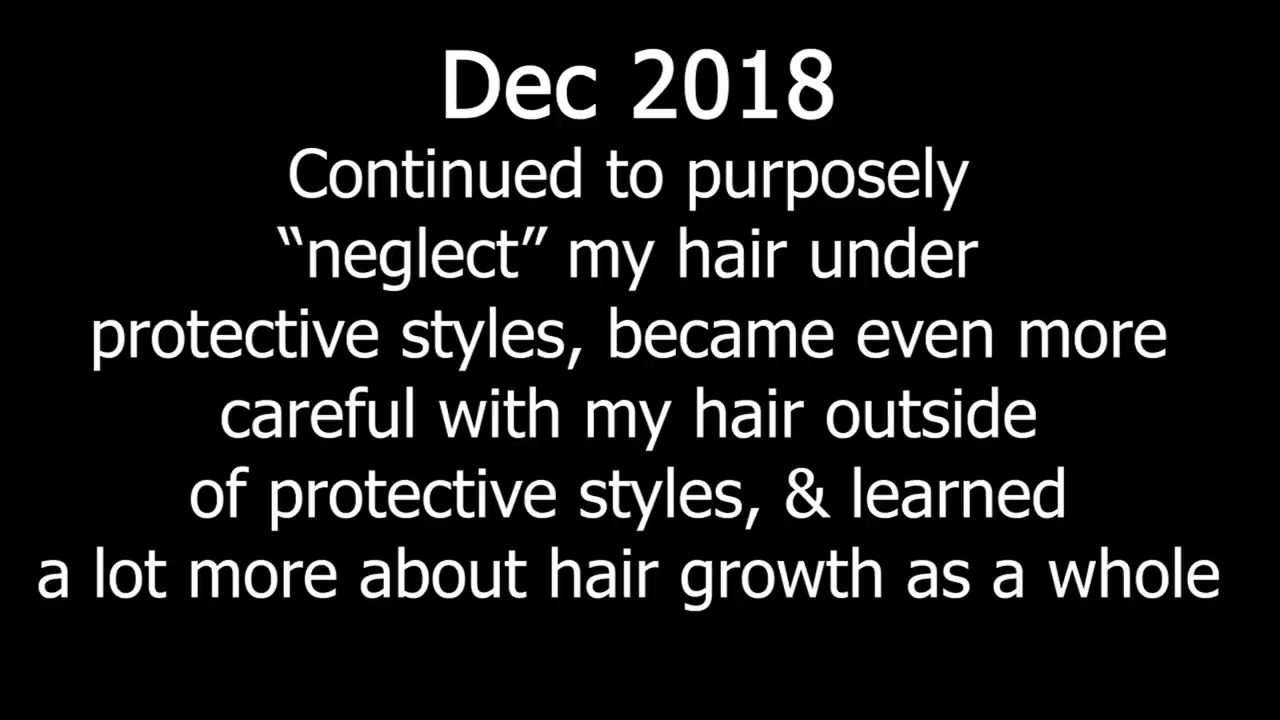 Dec 2018
Continued to purposely
“neglect” my hair under
protective styles, became even more
careful with my hair outside
of protective styles, & learned
a lot more about hair growth as a whole